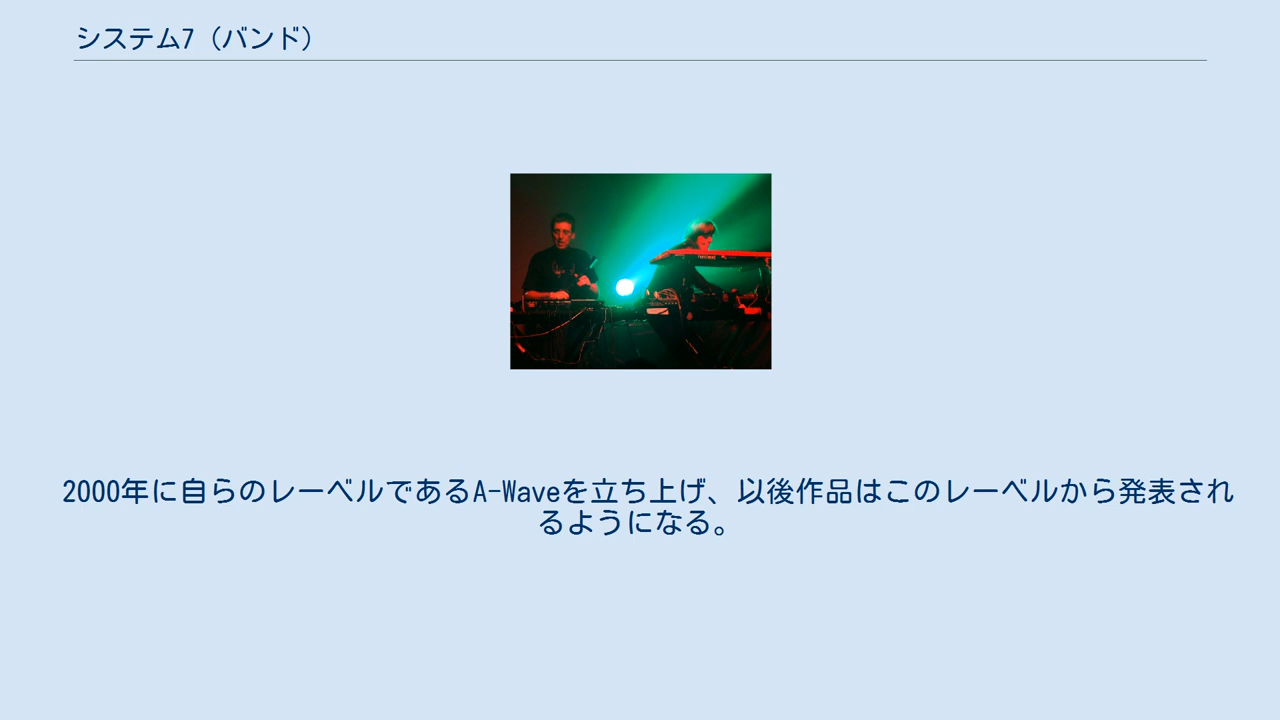 システム7（バンド）
2000年に自らのレーベルであるA-Waveを立ち上げ、以後作品はこのレーベルから発表され
るようになる。